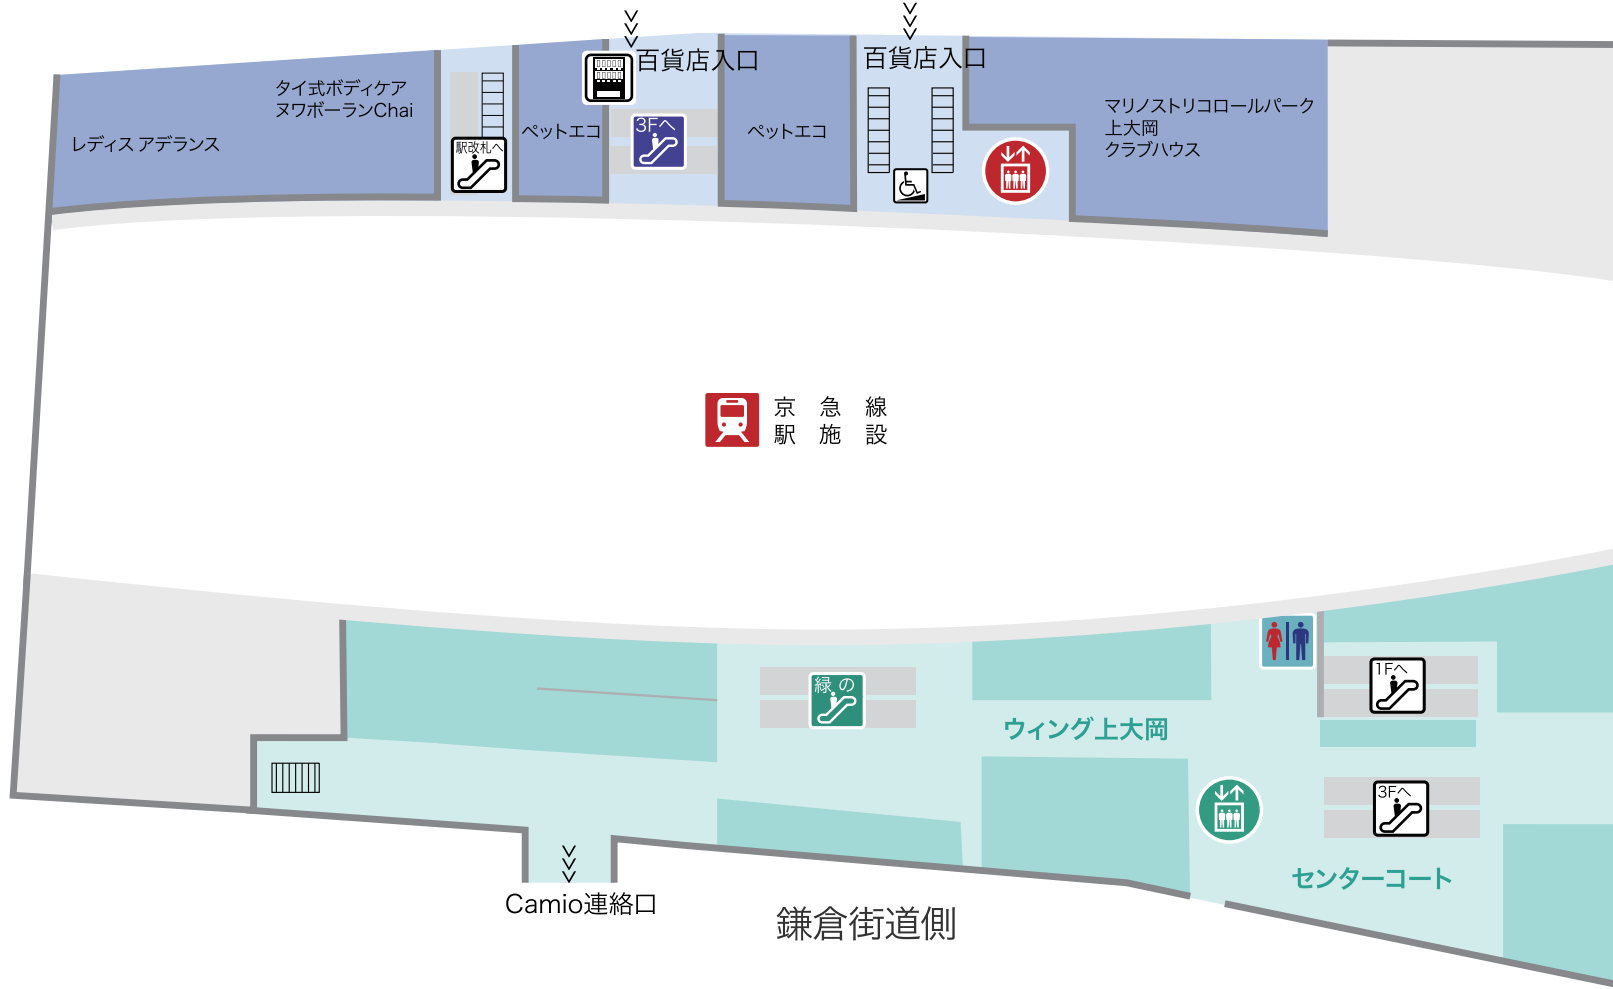 百貨店入口
百貨店入口
タイ式ボディケア
ヌワボーランChai
レディス アデランス
駅改札へ
ペットエコ
3Fへ
ペットエコ
マリノストリコロールパーク
上大岡
クラブハウス
京急線
駅施設
緑の
ウィング上大岡
1Fへ
3Fへ
センターコート
Camio連絡口
鎌倉街道側